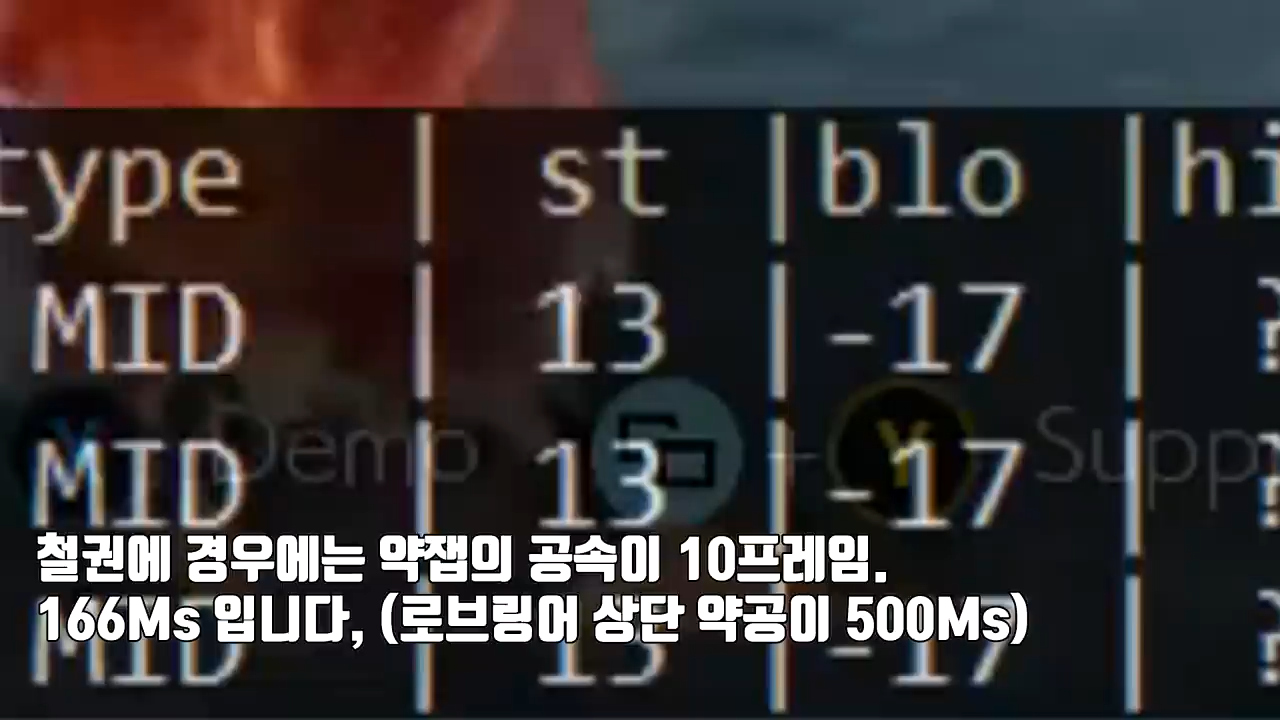 type | st |blo |hi
MID | 13 |-17 | ?
Y Demo + Y Supp
MID | 13 |-17 | ?
철권에 경우에는 약잽의 공속이 10프레임.
166Ms 입니다, (로브링어 상단 약공이 500Ms)
MID | 13 |-17 | ?